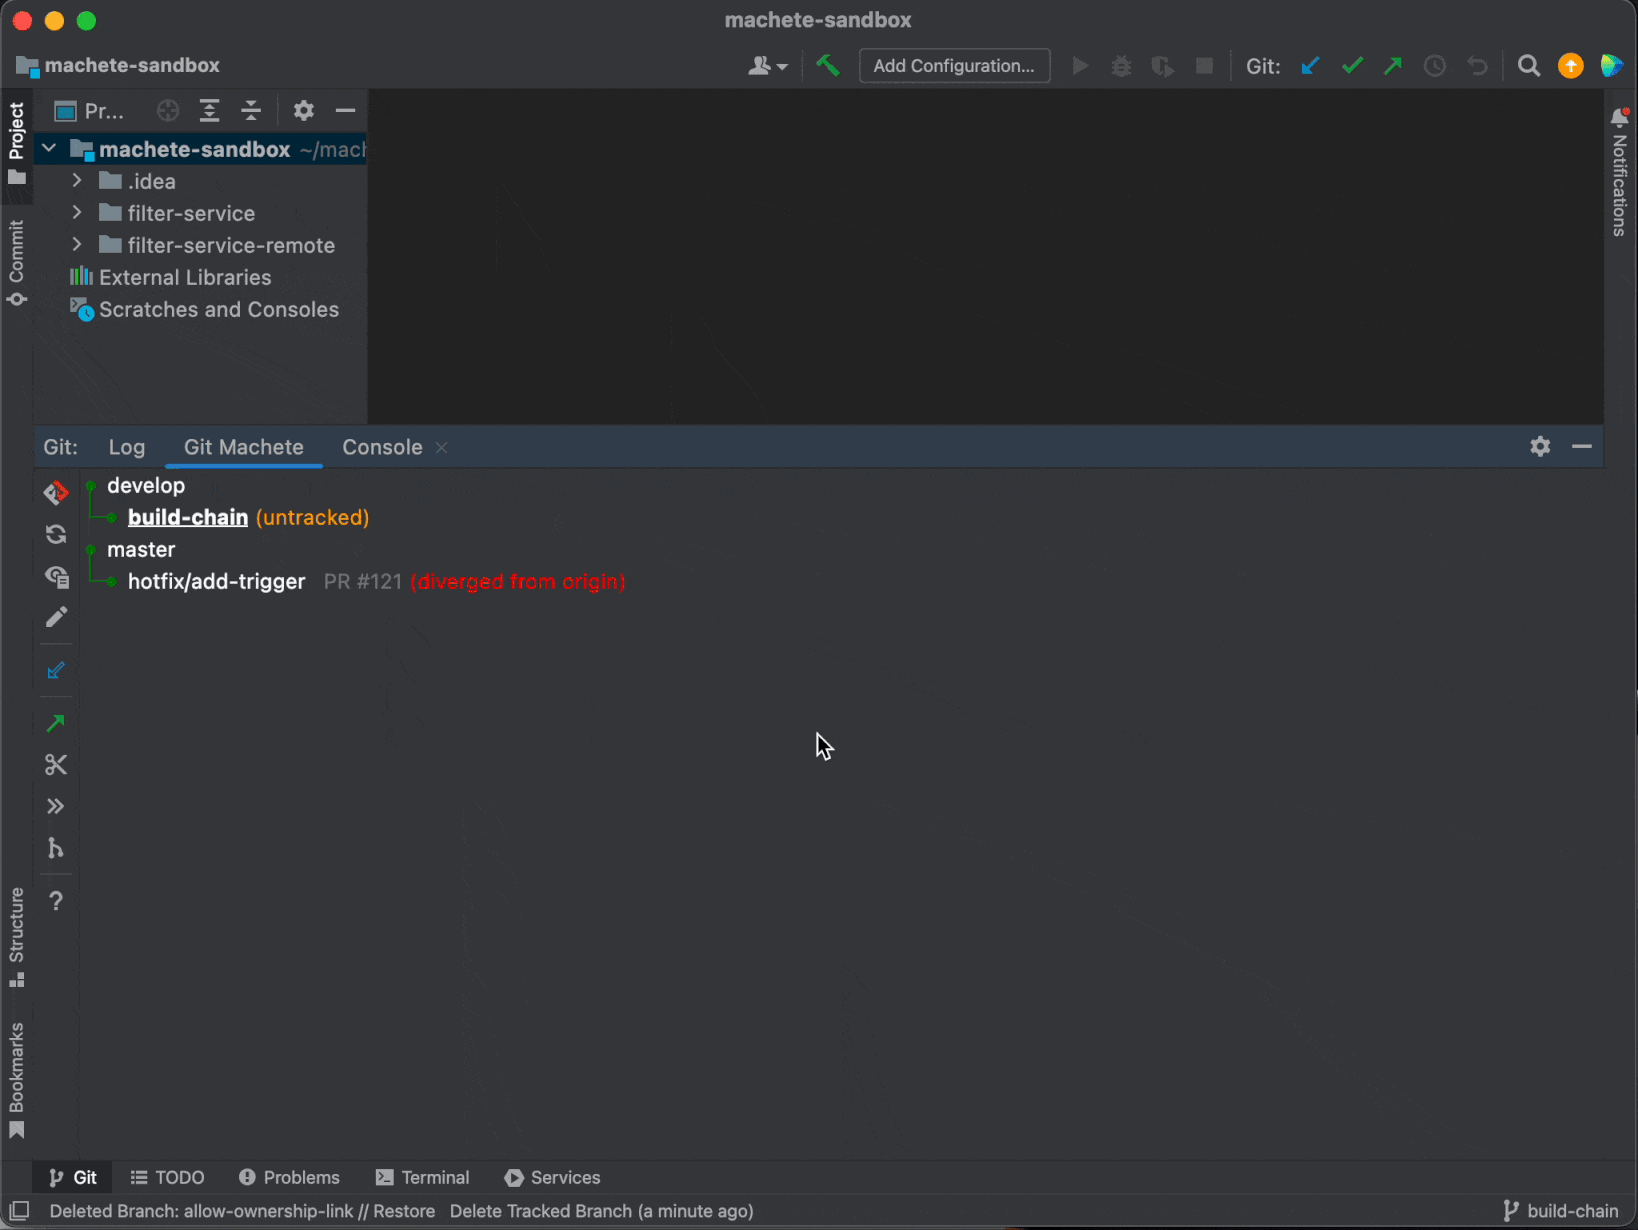 machete-sandbox
machete-sandbox
Add Configuration...
Git:
Project
Pr...
machete-sandbox ~/mach
.idea
filter-service
filter-service-remote
External Libraries
Scratches and Consoles
Commit
Notifications
Git: Log Git Machete Console
develop
build-chain (untracked)
master
hotfix/add-trigger PR #121 (diverged from origin)
?
Structure
Bookmarks
Git TODO Problems Terminal Services
Deleted Branch: allow-ownership-link // Restore Delete Tracked Branch (a minute ago)
build-chain